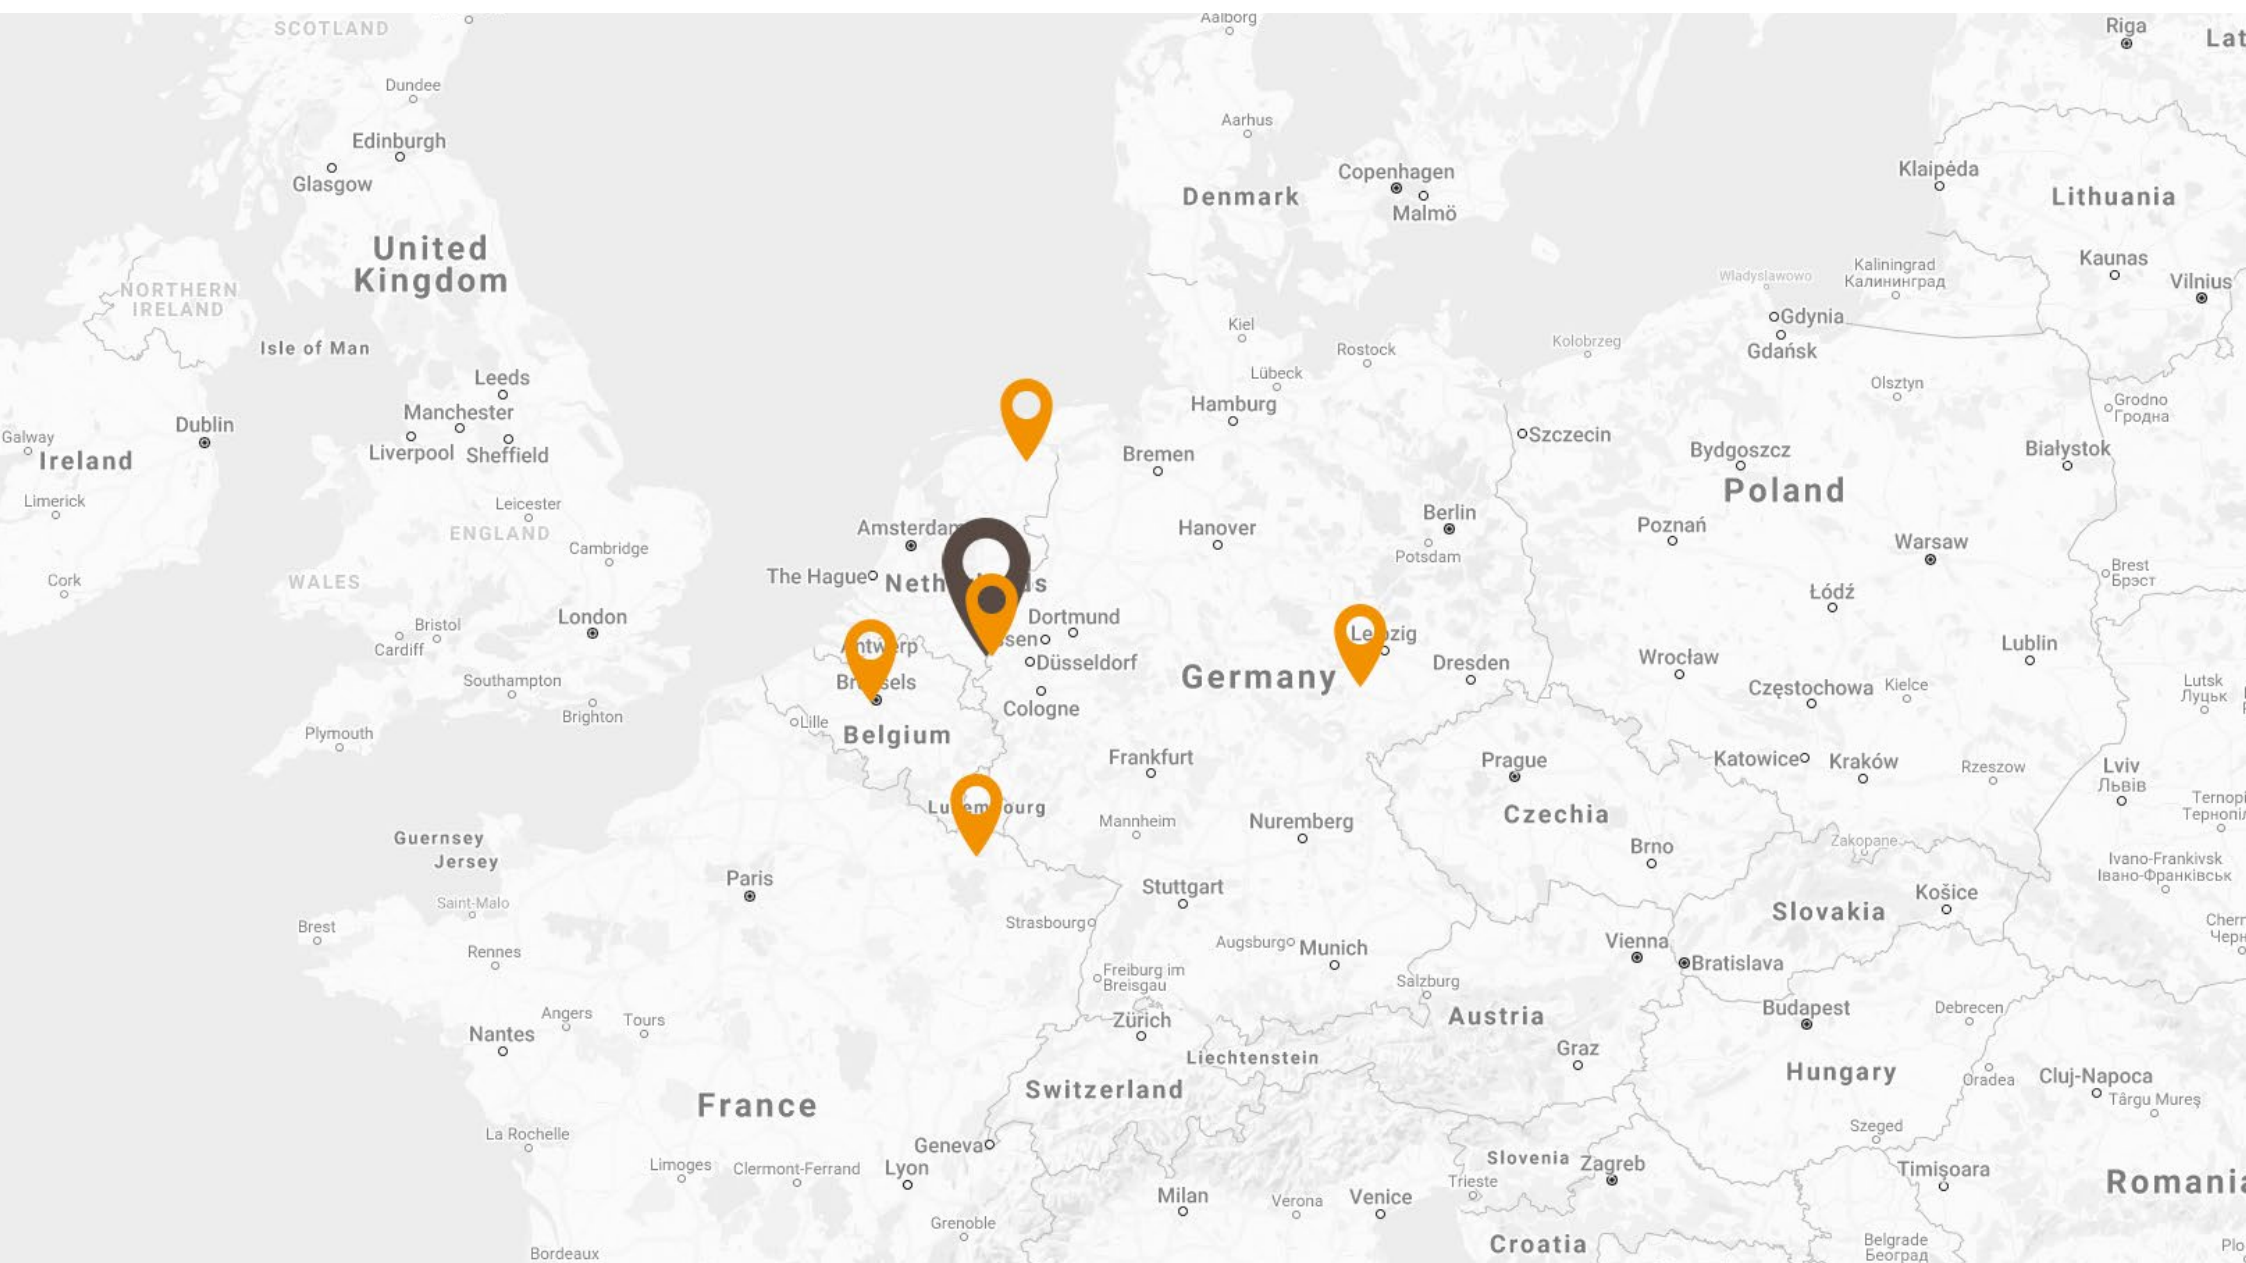 SCOTLAND
Aalborg
Riga
Dundee
Aarhus
Edinburgh
Glasgow
Copenhagen
Malmö
Denmark
Klaipėda
Lithuania
United
Kingdom
NORTHERN
IRELAND
Kaunas
Vilnius
Władysławowo
Kaliningrad
Калининград
Gdynia
Gdańsk
Isle of Man
Kiel
Rostock
Kolobrzeg
Lübeck
Olsztyn
Leeds
Manchester
Liverpool
Sheffield
Hamburg
Grodno
Гродна
Dublin
Galway
Ireland
Szczecin
Bremen
Bydgoszcz
Białystok
Poland
Limerick
Leicester
ENGLAND
Cambridge
Amsterdam
Hanover
Berlin
Potsdam
Poznań
Warsaw
Cork
WALES
The Hague
Brest
Брэст
Łódź
London
Bristol
Cardiff
Dortmund
Düsseldorf
Dresden
Wrocław
Lublin
Southampton
Brighton
Plymouth
Germany
Cologne
Częstochowa
Kielce
Lutsk
Луцьк
Lille
Belgium
Frankfurt
Prague
Katowice
Kraków
Rzeszow
Lviv
Львів
Czechia
Guernsey
Jersey
Mannheim
Nuremberg
Brno
Zakopane
Ivano-Frankivsk
Івано-Франківськ
Paris
Stuttgart
Slovakia
Košice
Saint-Malo
Brest
Rennes
Strasbourg
Augsburg
Munich
Vienna
Bratislava
Freiburg im
Breisgau
Salzburg
Angers
Tours
Nantes
Zürich
Austria
Budapest
Debrecen
Liechtenstein
Graz
Hungary
Oradea
Cluj-Napoca
Târgu Mureș
Switzerland
France
La Rochelle
Geneva
Szeged
Limoges
Clermont-Ferrand
Lyon
Slovenia
Zagreb
Trieste
Timișoara
Romania
Milan
Verona
Venice
Grenoble
Bordeaux
Croatia
Belgrade
Београд